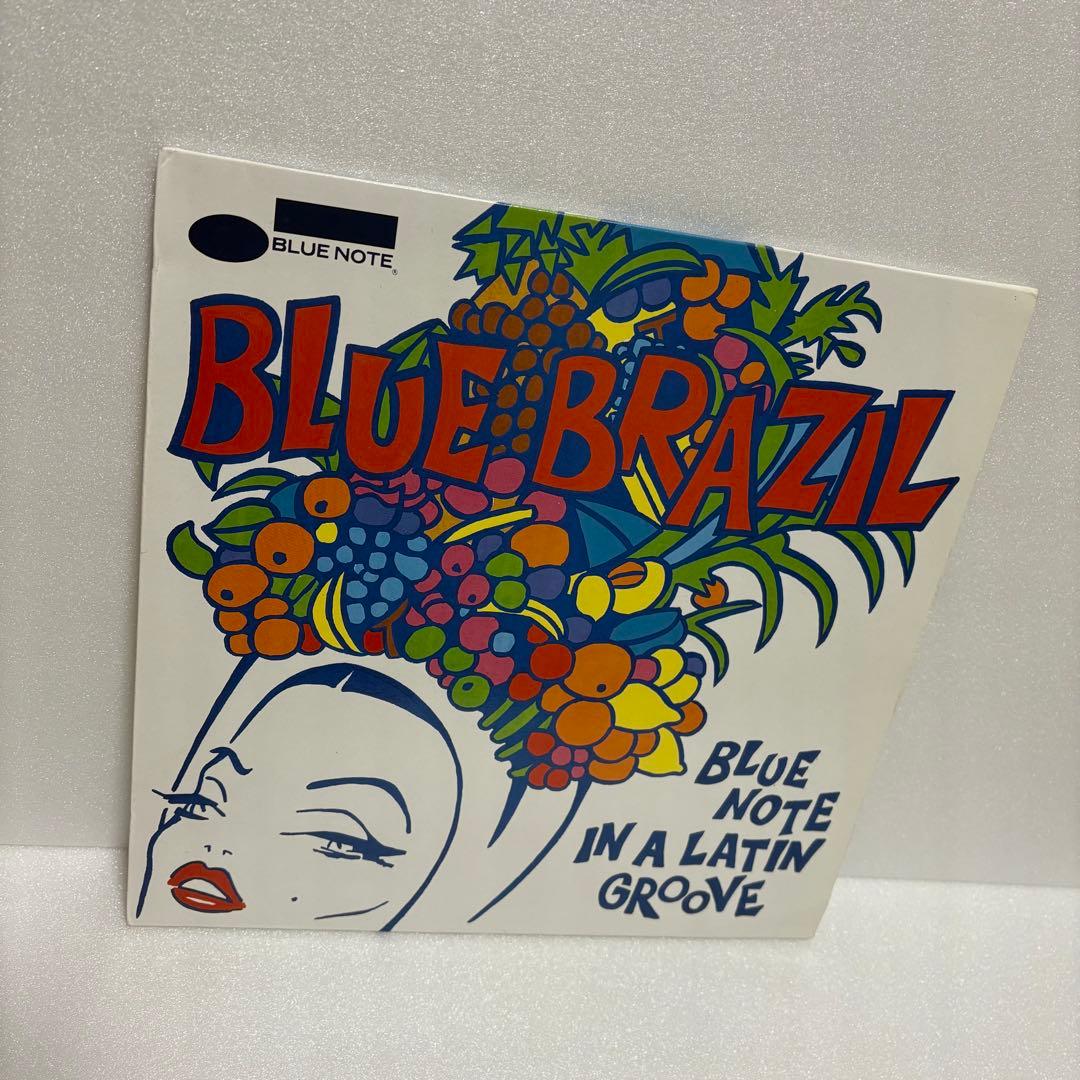 BLUE NOTE®
BLUE BRAZIL
BLUE
NOTE
IN A LATIN
GROOVE